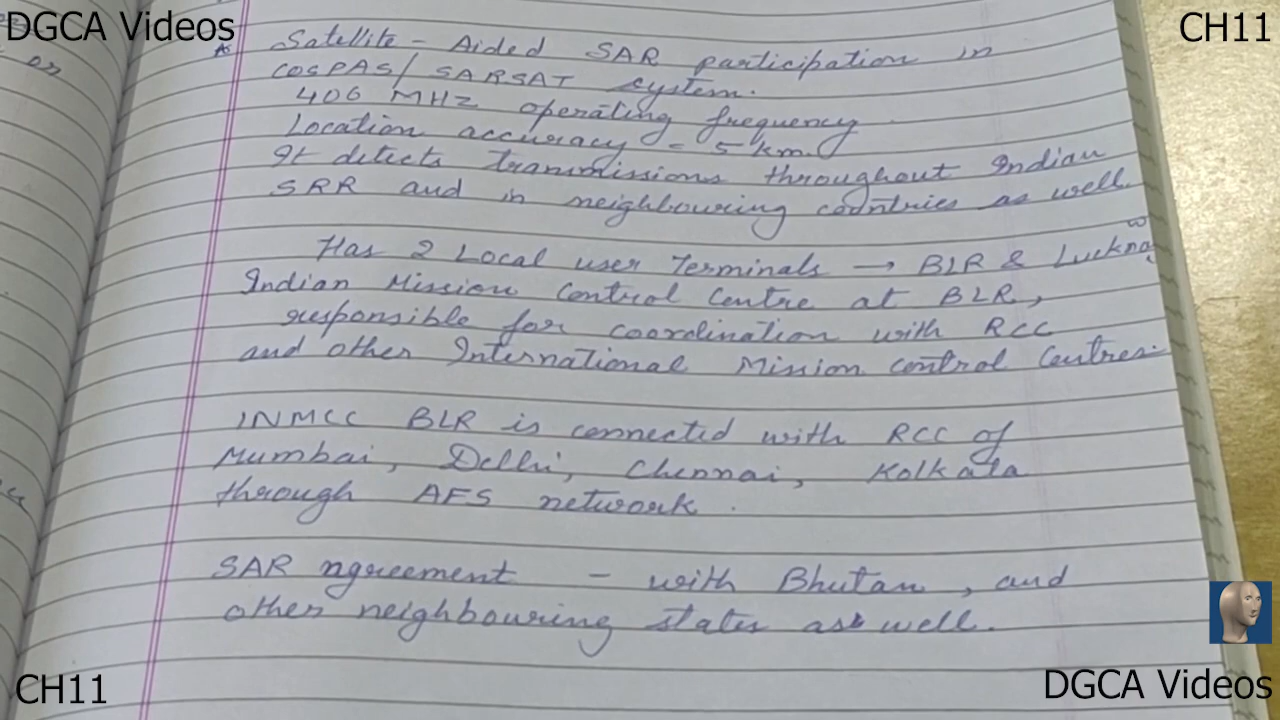 DGCA Videos
CH11
on
* Satellite - Aided SAR participation in
COSPAS/SARSAT system.
406 MHZ operating frequency
Location accuracy - 5 km.
It detects transmissions throughout Indian
SRR and in neighbouring countries as well.
Has 2 Local user Terminals → BLR & Lucknow
Indian Mission Control Centre at BLR,
responsible for coordination with RCC
and other International Mission control Centres.
INMCC BLR is connected with RCC of
Mumbai, Delhi, Chennai, Kolkata
through AFS network.
SAR agreement - with Bhutan, and
other neighbouring states as well.
CH11
DGCA Videos